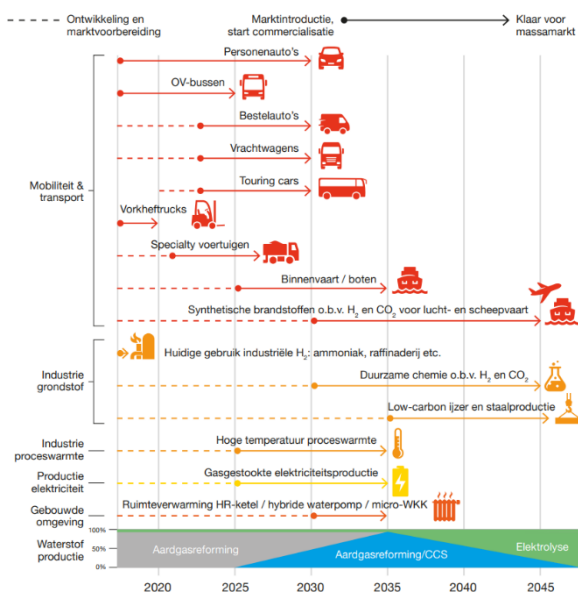 Ontwikkeling en
marktvoorbereiding
Marktintroductie,
start commercialisatie
Klaar voor
massamarkt
Personenauto's
OV-bussen
Bestelauto's
Vrachtwagens
Touring cars
Mobiliteit &
transport
Vorkheftrucks
Specialty voertuigen
Binnenvaart / boten
Synthetische brandstoffen o.b.v. H₂ en CO₂ voor lucht- en scheepvaart
Industrie
grondstof
Huidige gebruik industriële H₂: ammoniak, raffinaderij etc.
Duurzame chemie o.b.v. H₂ en CO₂
Low-carbon ijzer en staalproductie
Industrie
proceswarmte
Hoge temperatuur proceswarmte
Productie
elektriciteit
Gasgestookte elektriciteitsproductie
Gebouwde
omgeving
Ruimteverwarming HR-ketel / hybride waterpomp / micro-WKK
Waterstof
productie
100%
50%
0%
Aardgasreforming
Aardgasreforming/CCS
Elektrolyse
2020 2025 2030 2035 2040 2045